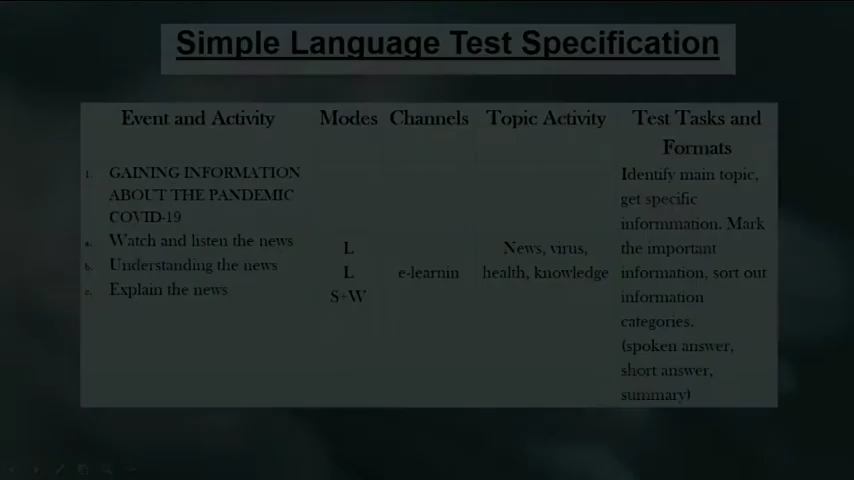 Simple Language Test Specification
Event and Activity
Modes
Channels
Topic Activity
Test Tasks and
Formats
1. GAINING INFORMATION
ABOUT THE PANDEMIC
COVID-19
a. Watch and listen the news
b. Understanding the news
c. Explain the news
L
L
S+W
e-learnin
News, virus,
health, knowledge
Identify main topic,
get specific
informmation. Mark
the important
information, sort out
information
categories.
(spoken answer,
short answer,
summary)